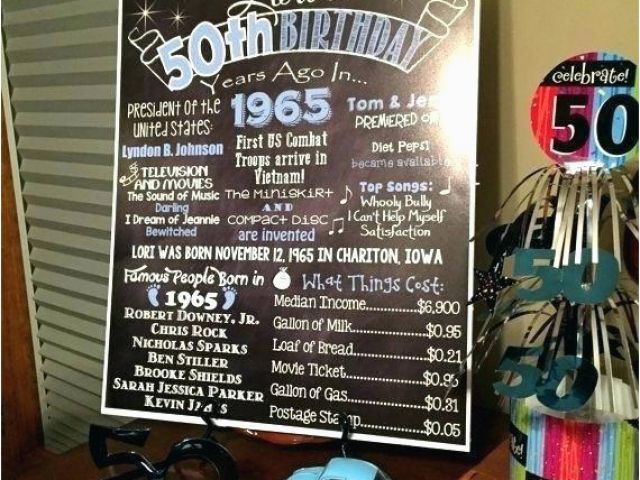 50th BIRTHDAY
Years Ago In...
PRESIDENT of the
United States:
Lyndon B. Johnson
TELEVISION
AND MOVIES
The Sound of Music
Darling
I Dream of Jeannie
Bewitched
1965
First US Combat
Troops arrive in
Vietnam!
THE MINISKIRT
AND
COMPACT DISC
are invented
Tom &
PREMIERED
Diet Pepsi
became available
Top Songs:
Whooly Bully
I Can't Help Myself
Satisfaction
LORI WAS BORN NOVEMBER 12, 1965 IN CHARITON, IOWA
Famous People Born in
1965
ROBERT DOWNEY, JR.
CHRIS ROCK
NICHOLAS SPARKS
BEN STILLER
BROOKE SHIELDS
SARAH JESSICA PARKER
KEVIN
What Things Cost:
Median Income...............$6,900
Gallon of Milk...............$0.95
Loaf of Bread...............$0.21
Movie Ticket...............
Gallon of Gas...............$0.31
Postage Stamp...............$0.05
celebrate!
50
50
50
50